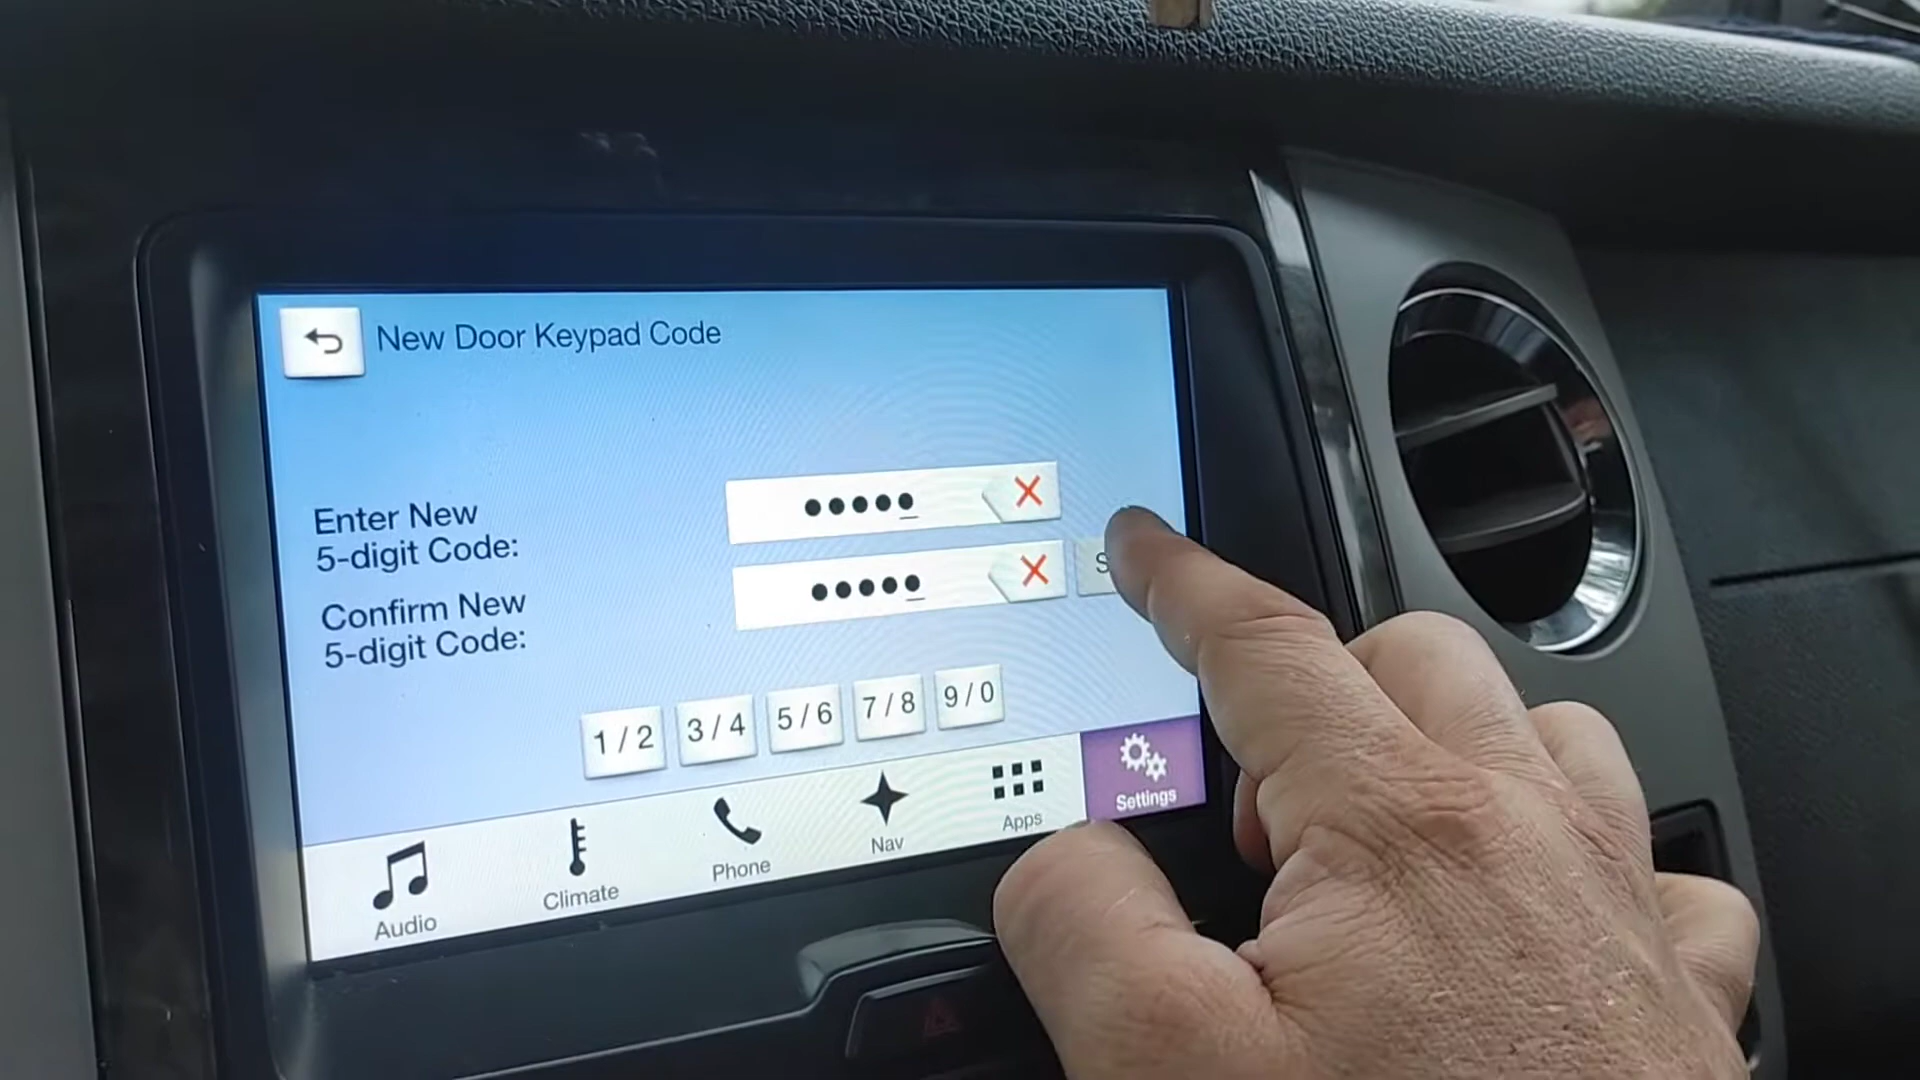 New Door Keypad Code
Enter New
5-digit Code:
●●●●●
Confirm New
5-digit Code:
●●●●●
1 / 2
3 / 4
5 / 6
7 / 8
9 / 0
Audio
Climate
Phone
Nav
Apps
Settings